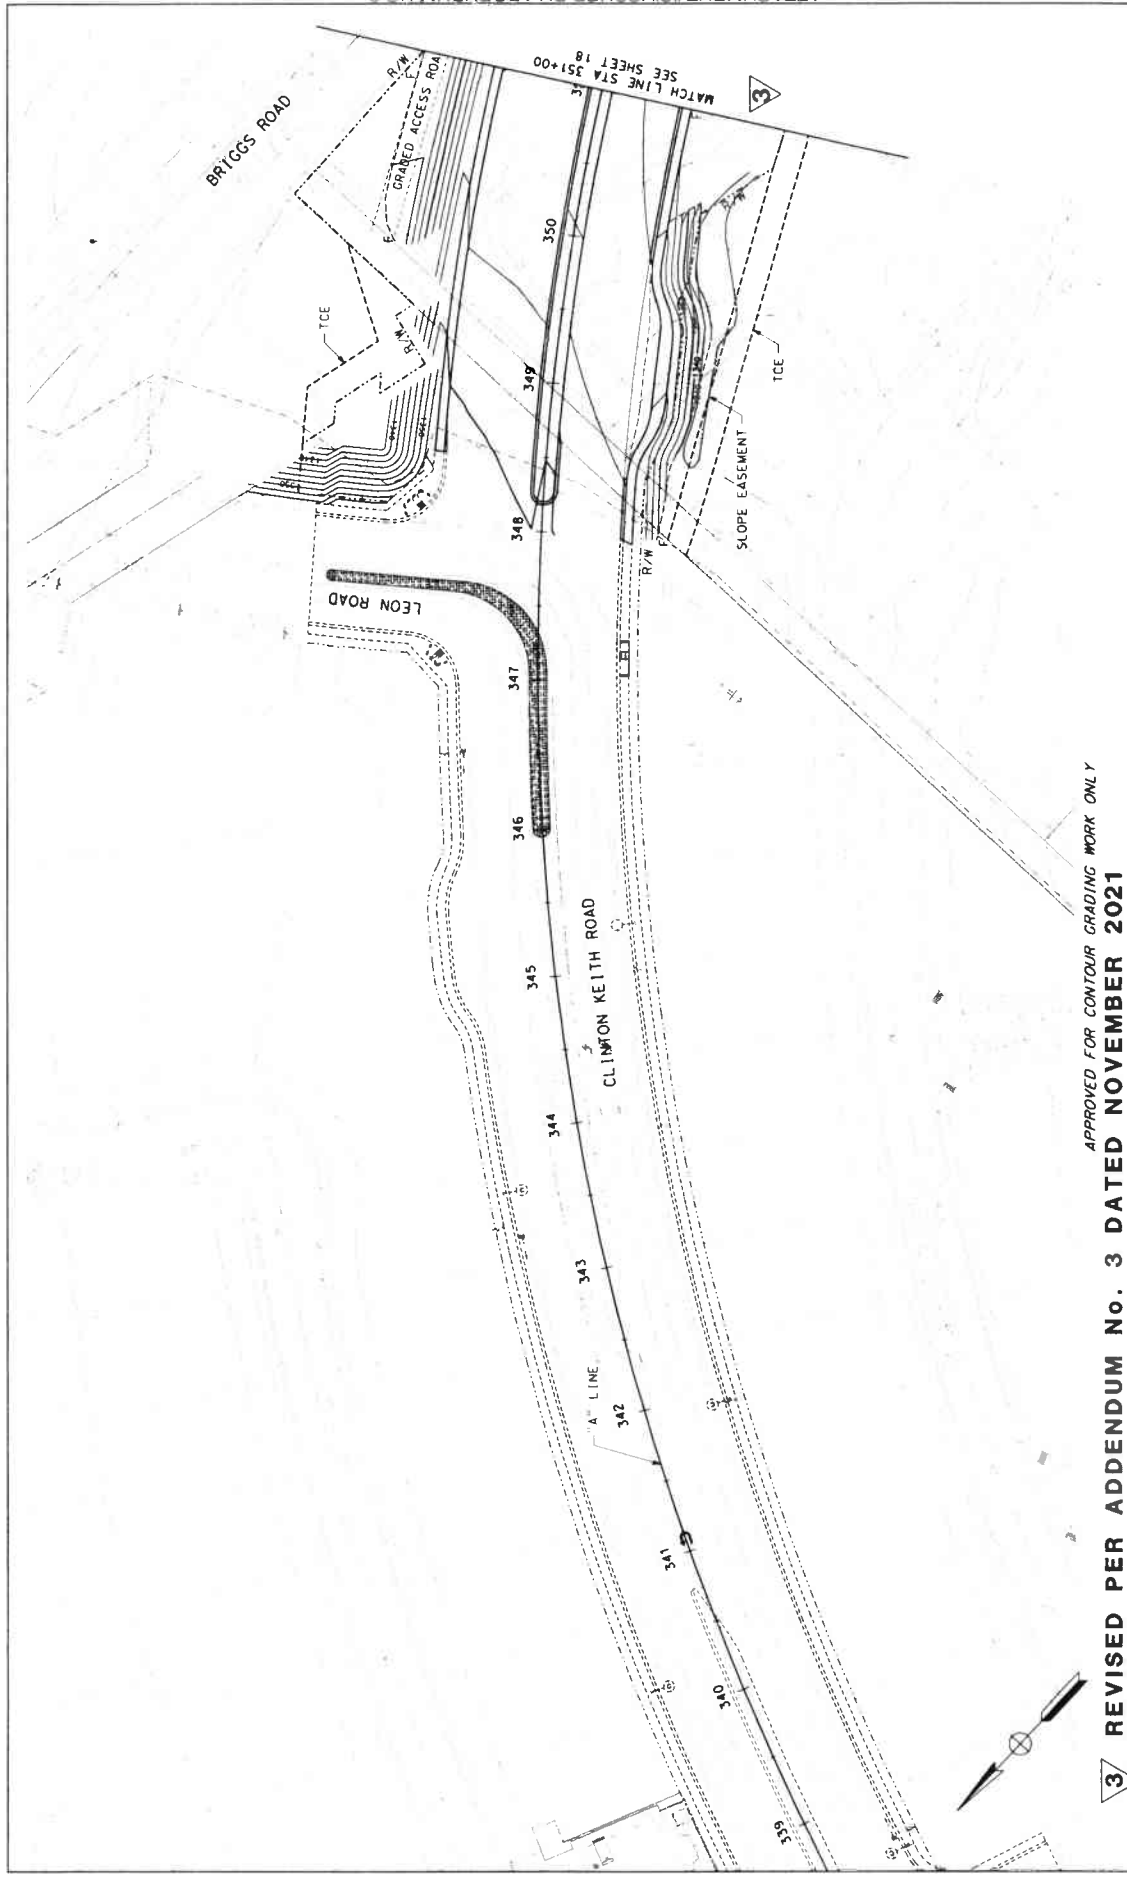 BRIGGS ROAD
R/W
F
GRADED ACCESS ROA
MATCH LINE STA 351+00
SEE SHEET 18
3
TCE
R/W
F
350
349
348
347
346
345
344
343
342
341
340
339
LEON ROAD
CLINTON KEITH ROAD
"A" LINE
R/W
F
R/W
SLOPE EASEMENT
TCE
APPROVED FOR CONTOUR GRADING WORK ONLY
3 REVISED PER ADDENDUM No. 3 DATED NOVEMBER 2021